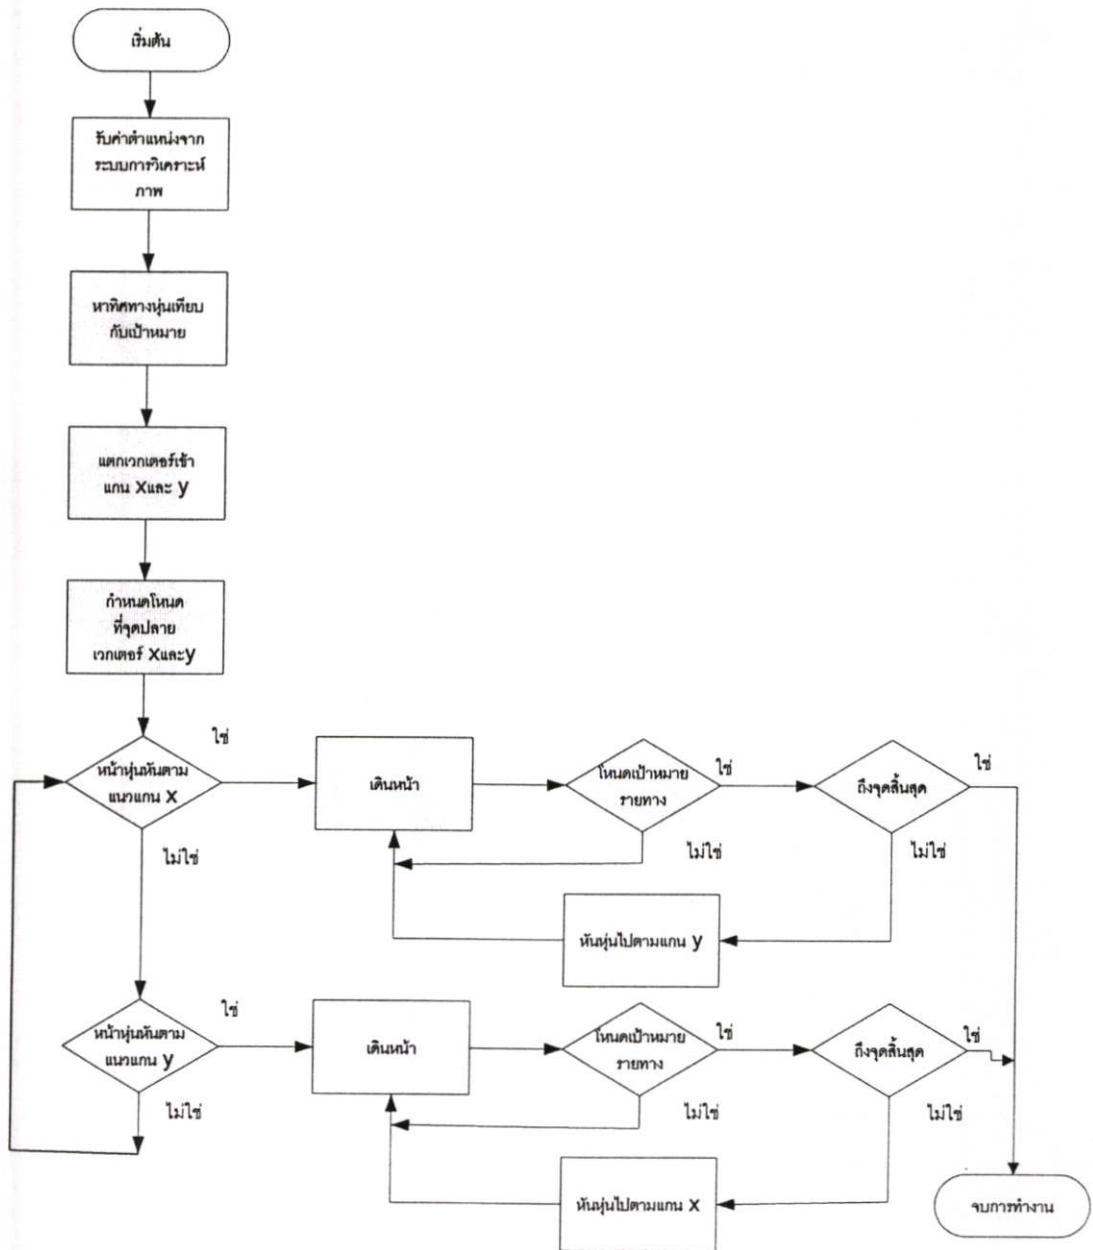 เริ่มต้น
รับค่าตำแหน่งจาก
ระบบการวิเคราะห์
ภาพ
หาทิศทางหุ่นเทียบ
กับเป้าหมาย
แตกเวกเตอร์เข้า
แกน xและ y
กำหนดโหนด
ที่จุดปลาย
เวกเตอร์ xและy
หน้าหุ่นหันตาม
แนวแกน x
ใช่
ไม่ใช่
เดินหน้า
โหนดเป้าหมาย
รายทาง
ใช่
ไม่ใช่
ถึงจุดสิ้นสุด
ใช่
ไม่ใช่
หันหุ่นไปตามแกน y
หน้าหุ่นหันตาม
แนวแกน y
ใช่
ไม่ใช่
เดินหน้า
โหนดเป้าหมาย
รายทาง
ใช่
ไม่ใช่
ถึงจุดสิ้นสุด
ใช่
ไม่ใช่
หันหุ่นไปตามแกน x
จบการทำงาน